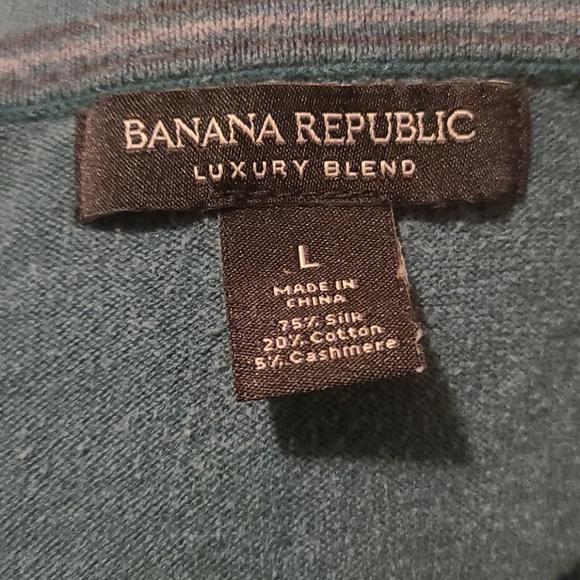 BANANA REPUBLIC
LUXURY BLEND
L
MADE IN
CHINA
75% Silk
20% Cotton
5% Cashmere